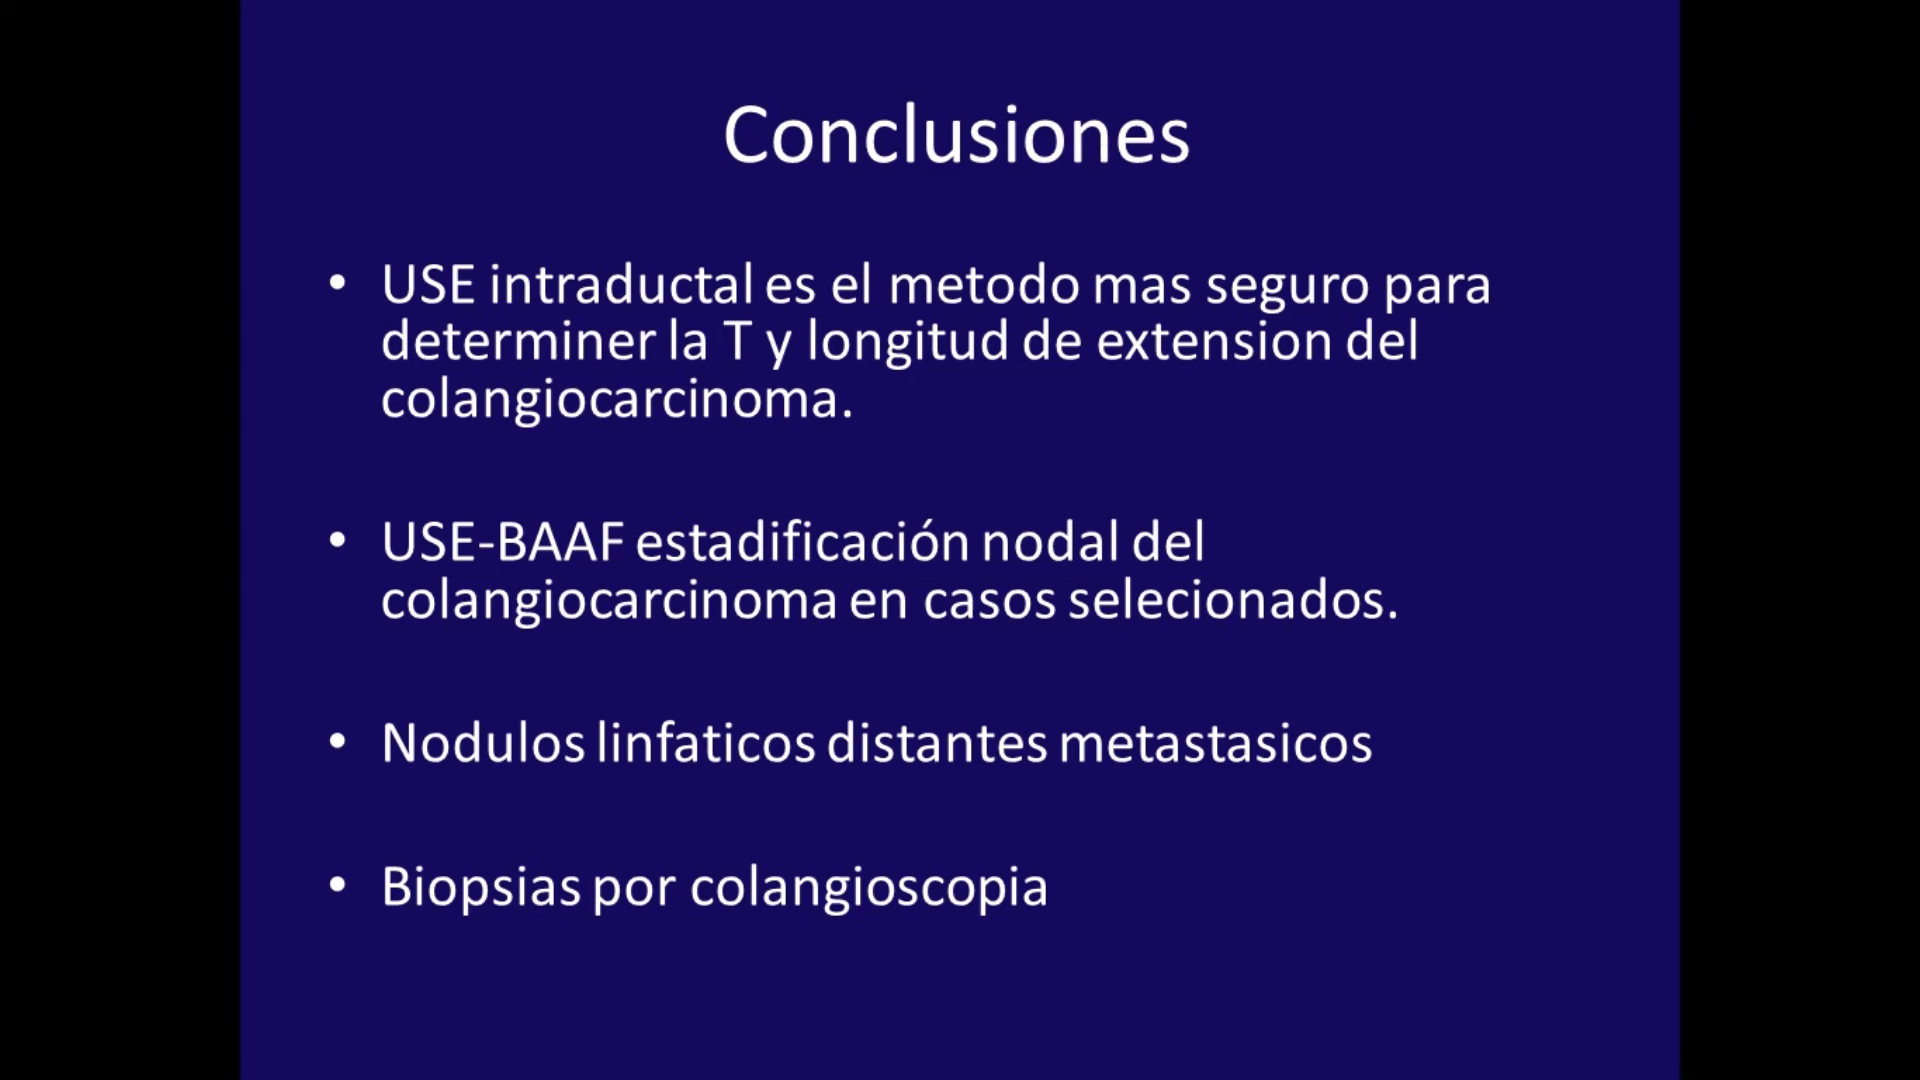 Conclusiones
• USE intraductal es el metodo mas seguro para
determiner la T y longitud de extension del
colangiocarcinoma.
• USE-BAAF estadificación nodal del
colangiocarcinoma en casos selecionados.
• Nodulos linfaticos distantes metastasicos
• Biopsias por colangioscopia